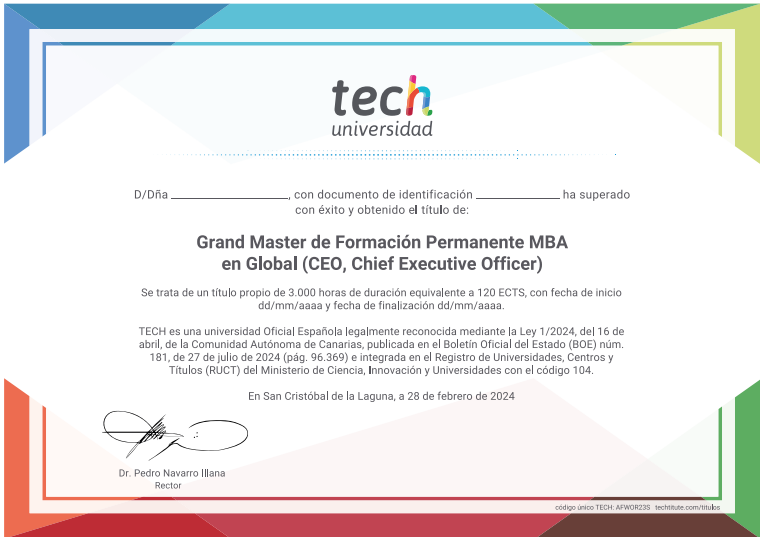 tech
universidad
D/Dña ____________________, con documento de identificación ______________ ha superado
con éxito y obtenido el título de:
Grand Master de Formación Permanente MBA
en Global (CEO, Chief Executive Officer)
Se trata de un título propio de 3.000 horas de duración equivalente a 120 ECTS, con fecha de inicio
dd/mm/aaaa y fecha de finalización dd/mm/aaaa.
TECH es una universidad Oficial Española legalmente reconocida mediante la Ley 1/2024, del 16 de
abril, de la Comunidad Autónoma de Canarias, publicada en el Boletín Oficial del Estado (BOE) núm.
181, de 27 de julio de 2024 (pág. 96.369) e integrada en el Registro de Universidades, Centros y
Títulos (RUCT) del Ministerio de Ciencia, Innovación y Universidades con el código 104.
En San Cristóbal de la Laguna, a 28 de febrero de 2024
Dr. Pedro Navarro Illana
Rector
código único TECH: AFWOR23S techtitute.com/titulos